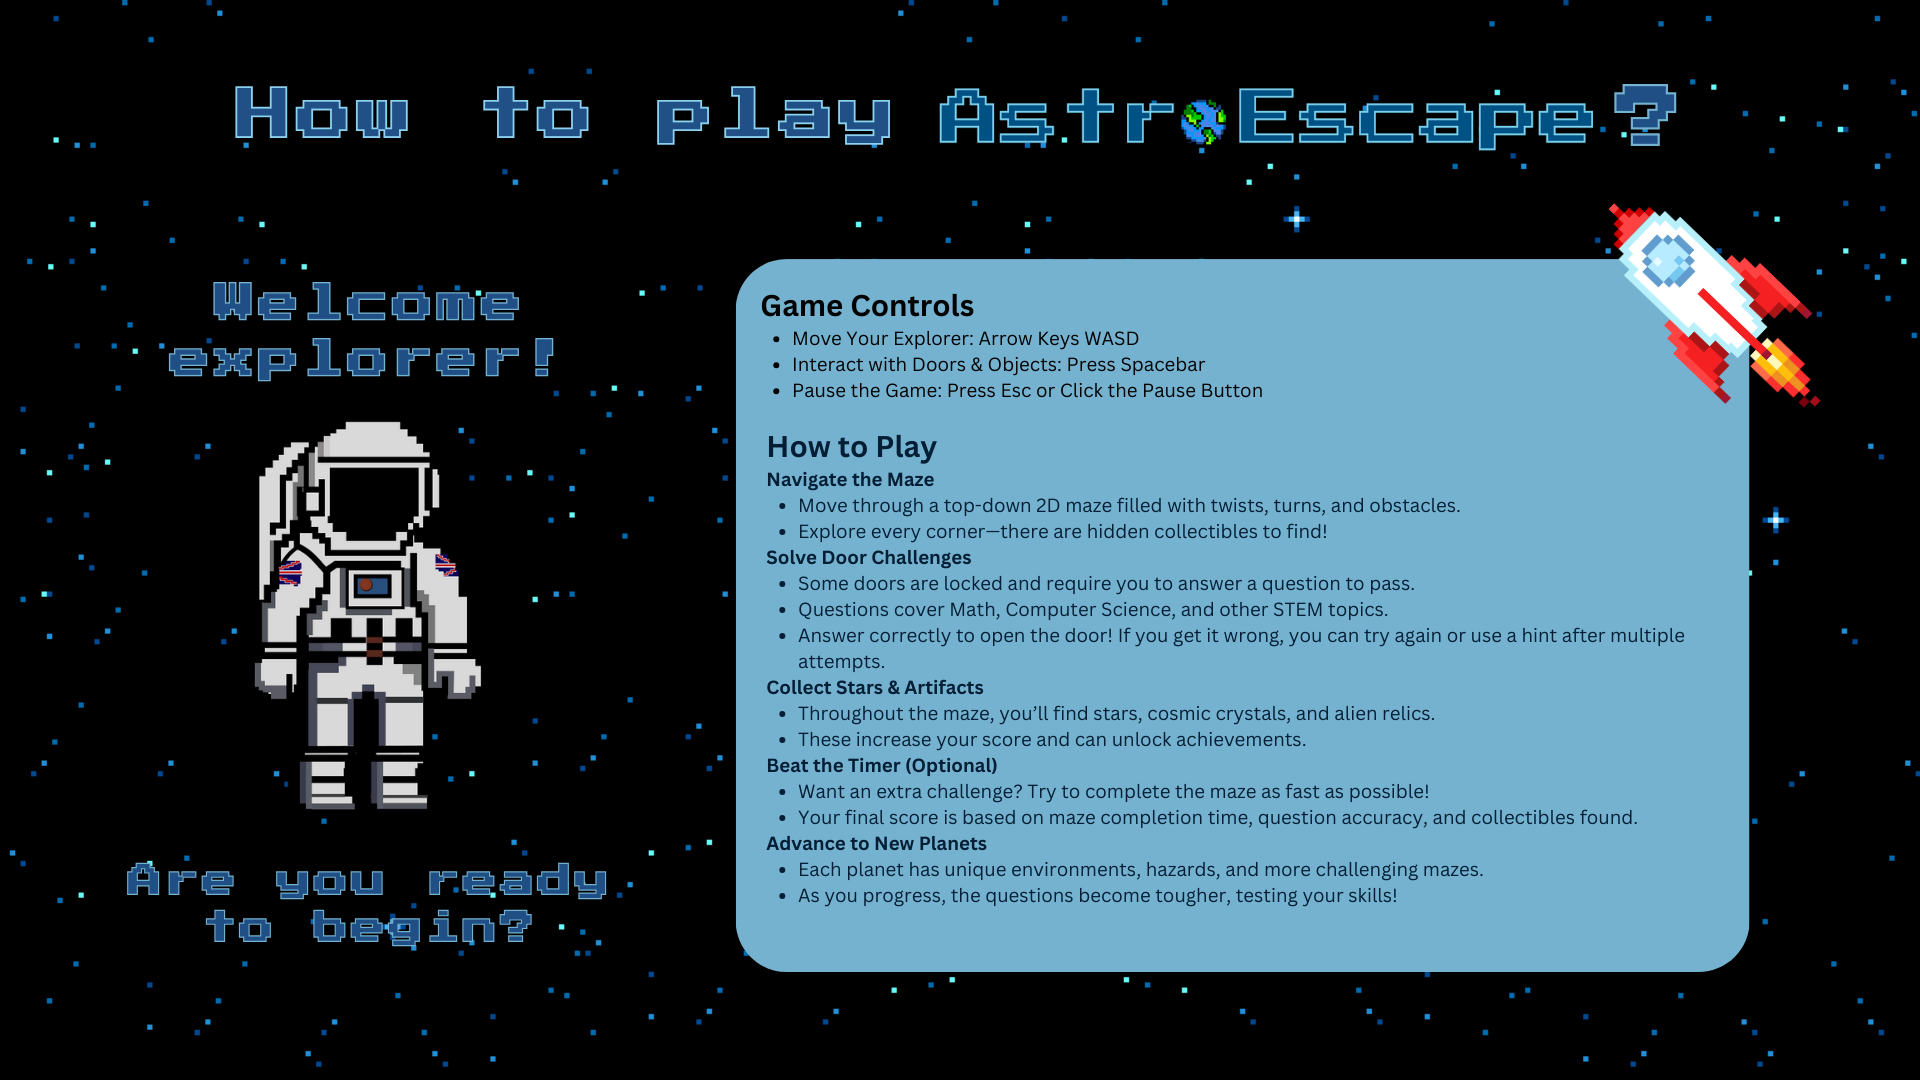 How to play AstroEscape?
Welcome
explorer!
Are you ready
to begin?
Game Controls
• Move Your Explorer: Arrow Keys WASD
• Interact with Doors & Objects: Press Spacebar
• Pause the Game: Press Esc or Click the Pause Button
How to Play
Navigate the Maze
• Move through a top-down 2D maze filled with twists, turns, and obstacles.
• Explore every corner—there are hidden collectibles to find!
Solve Door Challenges
• Some doors are locked and require you to answer a question to pass.
• Questions cover Math, Computer Science, and other STEM topics.
• Answer correctly to open the door! If you get it wrong, you can try again or use a hint after multiple
attempts.
Collect Stars & Artifacts
• Throughout the maze, you’ll find stars, cosmic crystals, and alien relics.
• These increase your score and can unlock achievements.
Beat the Timer (Optional)
• Want an extra challenge? Try to complete the maze as fast as possible!
• Your final score is based on maze completion time, question accuracy, and collectibles found.
Advance to New Planets
• Each planet has unique environments, hazards, and more challenging mazes.
• As you progress, the questions become tougher, testing your skills!